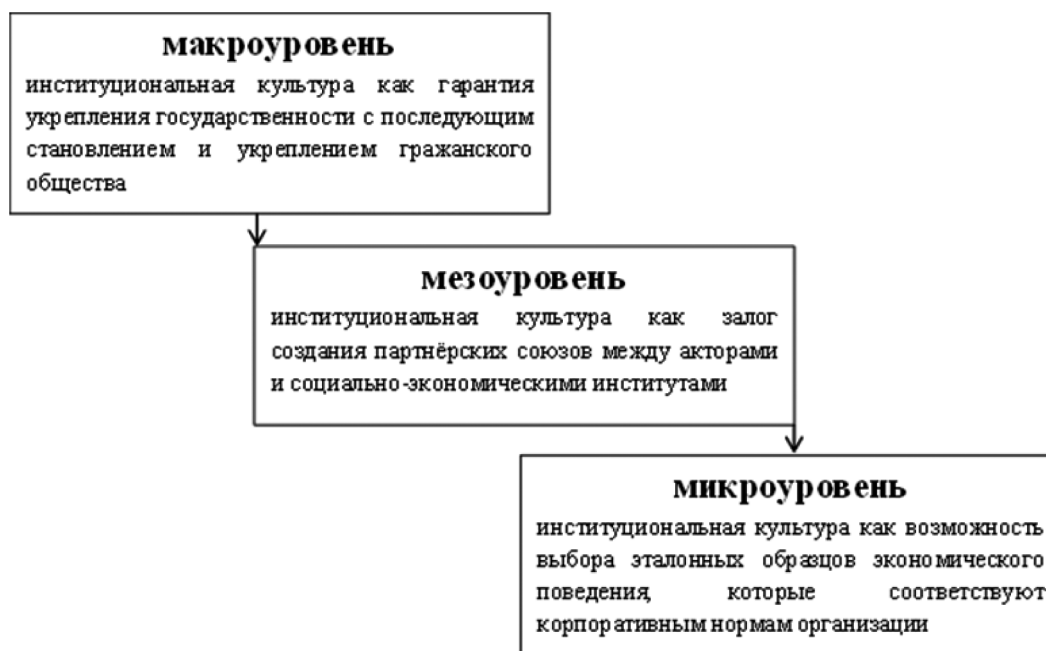 макроуровень
институциональная культура как гарантия
укрепления государственности с последующим
становлением и укреплением гражанского
общества
мезоуровень
институциональная культура как залог
создания партнёрских союзов между акторами
и социально-экономическими институтами
микроуровень
институциональная культура как возможность
выбора эталонных образцов экономического
поведения, которые соответствуют
корпоративным нормам организации